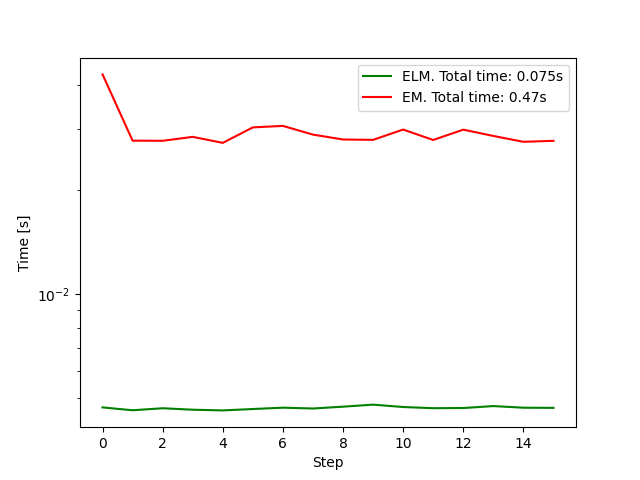 ELM. Total time: 0.075s
EM. Total time: 0.47s
Time [s]
10⁻²
0 2 4 6 8 10 12 14
Step